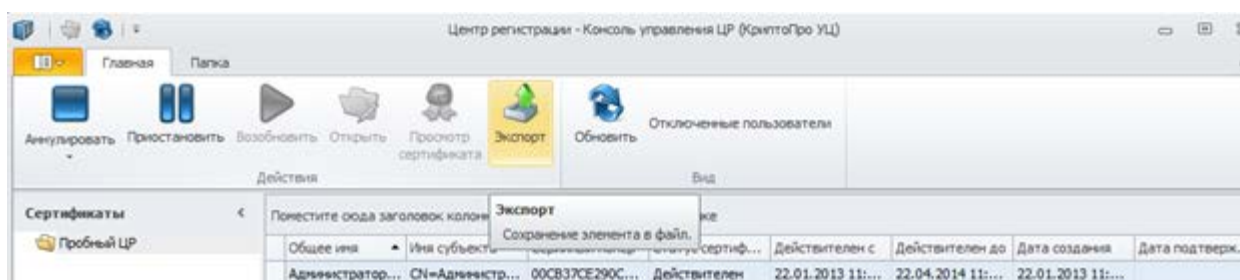 Центр регистрации - Консоль управления ЦР (КриптоПро УЦ)
Главная Папка
Аннулировать Приостановить Возобновить Открыть Просмотр сертификата Экспорт Обновить Отключенные пользователи
Действия Вид
Сертификаты
Поместите сюда заголовок
Экспорт
Сохранение элемента в файл.
Пробный ЦР
Общее имя Имя субъекта Действителен с Действителен до Дата создания Дата подтверж.
Администратор... CN=Администр... 00CB37CE290C... Действителен 22.01.2013 11:... 22.04.2014 11:... 22.01.2013 11:...